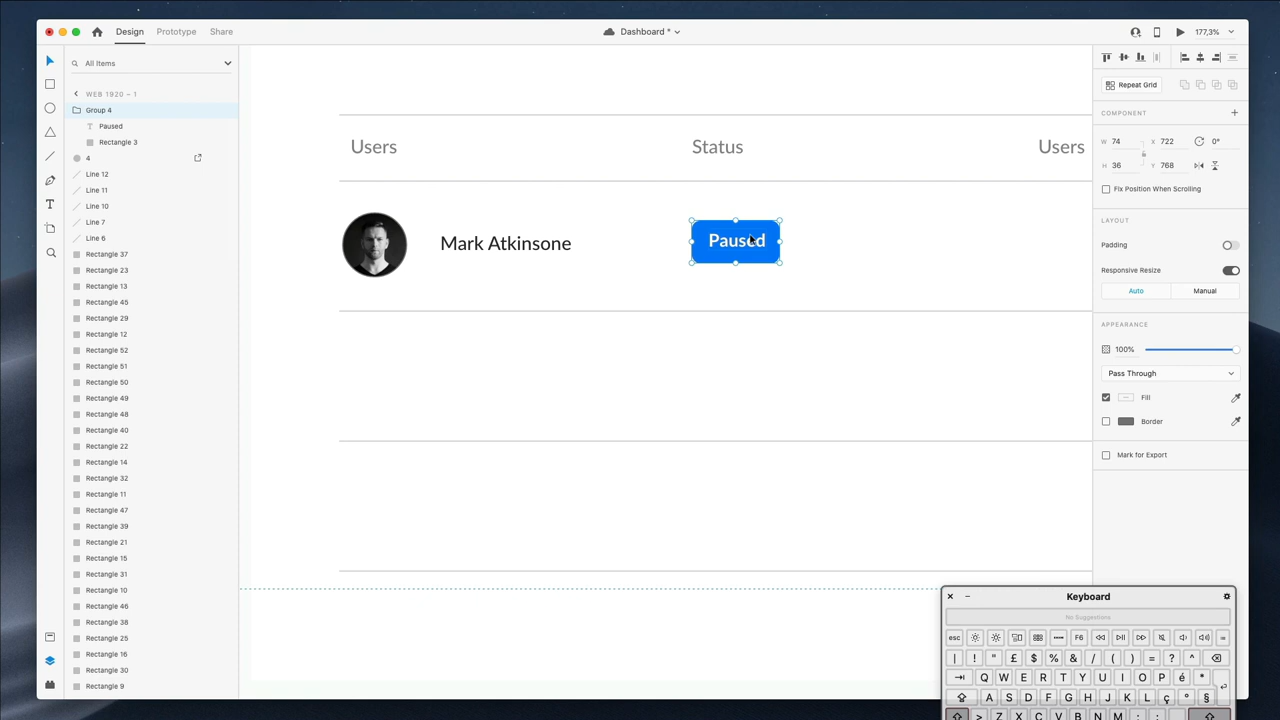 Design
Prototype
Share
Dashboard *
177,3%
All Items
WEB 1920 – 1
Group 4
Paused
Rectangle 3
4
Line 12
Line 11
Line 10
Line 7
Line 6
Rectangle 37
Rectangle 23
Rectangle 13
Rectangle 45
Rectangle 29
Rectangle 12
Rectangle 52
Rectangle 51
Rectangle 50
Rectangle 49
Rectangle 48
Rectangle 40
Rectangle 22
Rectangle 14
Rectangle 32
Rectangle 11
Rectangle 47
Rectangle 39
Rectangle 21
Rectangle 15
Rectangle 31
Rectangle 10
Rectangle 46
Rectangle 38
Rectangle 25
Rectangle 16
Rectangle 30
Rectangle 9
Users Status Users
Mark Atkinsone Paused
Repeat Grid
COMPONENT
W 74 X 722 0°
H 36 Y 768
Fix Position When Scrolling
LAYOUT
Padding
Responsive Resize
Auto Manual
APPEARANCE
100%
Pass Through
Fill
Border
Mark for Export
Keyboard
No Suggestions
esc F6
| ! " £ $ % & / ( ) = ? ^
Q W E R T Y U I O P é *
A S D F G H J K L ç ° §
> Z X C V B N M ; : _